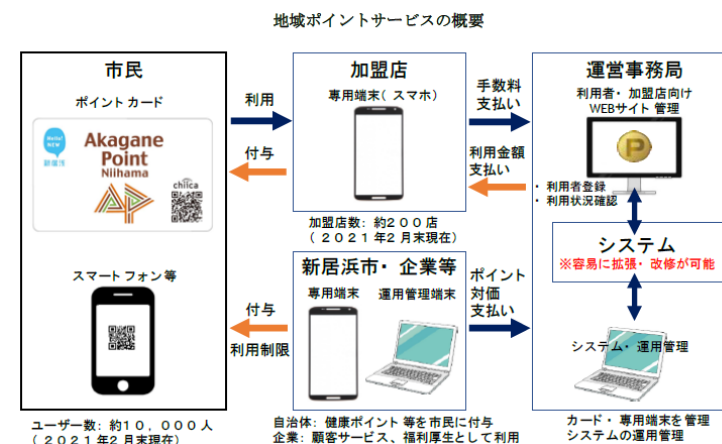 地域ポイントサービスの概要
市民
ポイントカード
Hello! NEW
新居浜
Akagane
Point
Niihama
chiica
スマートフォン等
ユーザー数: 約10,000人
(2021年2月末現在)
利用
付与
付与
利用制限
加盟店
専用端末(スマホ)
加盟店数: 約200店
(2021年2月末現在)
新居浜市・企業等
専用端末 運用管理端末
自治体: 健康ポイント等を市民に付与
企業: 顧客サービス、福利厚生として利用
手数料
支払い
利用金額
支払い
ポイント
対価
支払い
運営事務局
利用者・加盟店向け
WEBサイト管理
P
・利用者登録
・利用状況確認
システム
※容易に拡張・改修が可能
システム・運用管理
カード・専用端末を管理
システムの運用管理